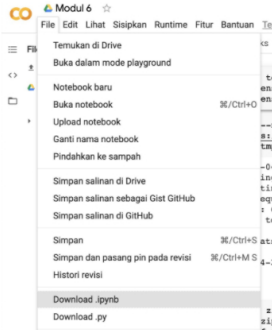 CO Modul 6
File Edit Lihat Sisipkan Runtime Fitur Bantuan Te
Temukan di Drive
Buka dalam mode playground
Notebook baru
Buka notebook ⌘/Ctrl+O
Upload notebook
Ganti nama notebook
Pindahkan ke sampah
Simpan salinan di Drive
Simpan salinan sebagai Gist GitHub
Simpan salinan di GitHub
Simpan ⌘/Ctrl+S
Simpan dan pasang pin pada revisi ⌘/Ctrl+M S
Histori revisi
Download .ipynb
Download .py